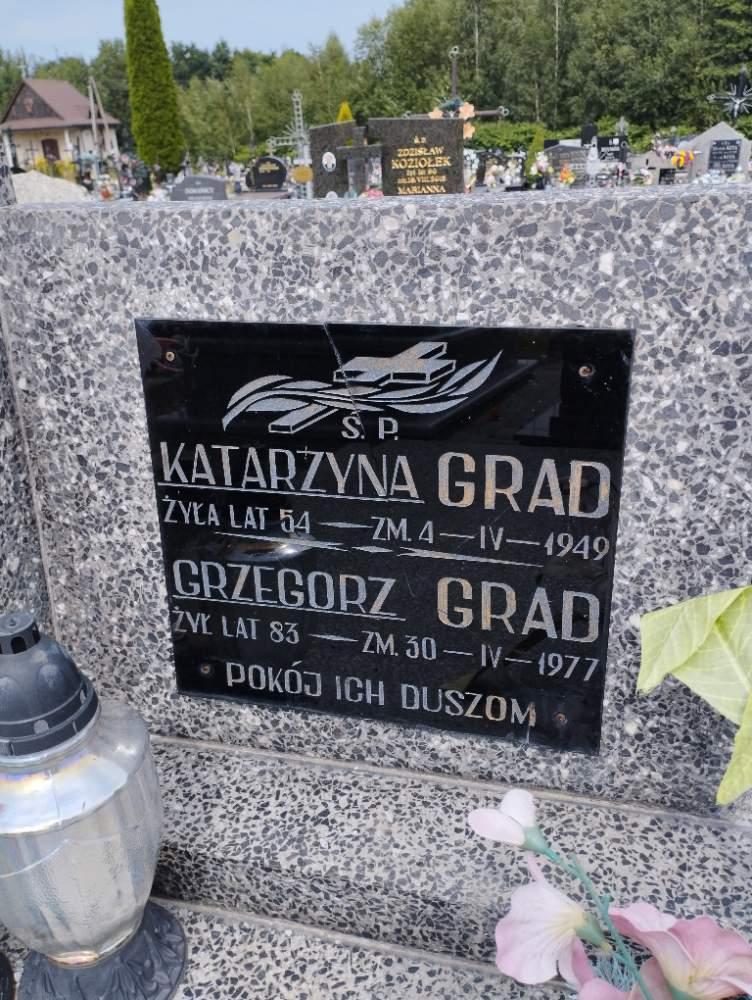 ZDZISŁAW
KOZIOŁEK
MARIANNA
Ś. P.
KATARZYNA GRAD
ŻYŁA LAT 54 — ZM. 4 — IV — 1949
GRZEGORZ GRAD
ŻYŁ LAT 83 — ZM. 30 — IV — 1977
POKÓJ ICH DUSZOM